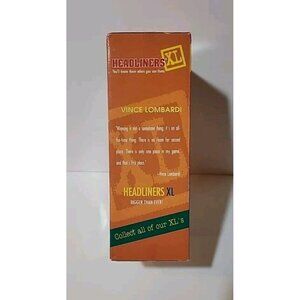 HEADLINERS XL
You'll know them when you see them.
VINCE LOMBARDI
"Winning is not a sometime thing, it's an all-
the-time thing. There is no room for second
place. There is only one place in my game,
and that's first place."
-Vince Lombardi
HEADLINERS XL
BIGGER THAN EVER!
Collect all of our XL's